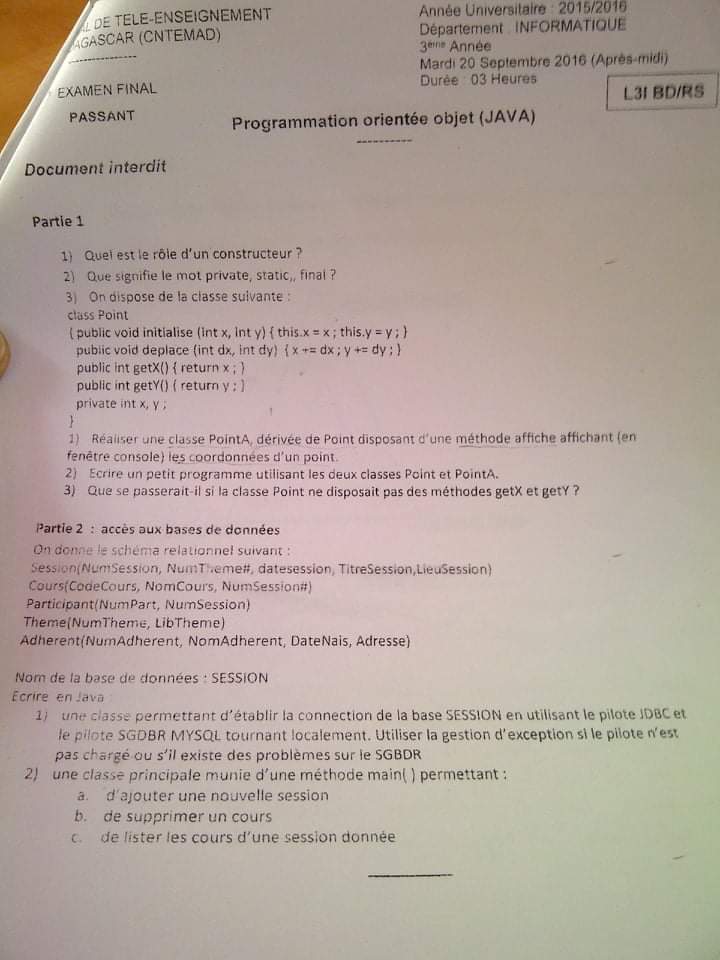 AL DE TELE-ENSEIGNEMENT
AGASCAR (CNTEMAD)
---------------
EXAMEN FINAL
PASSANT
Année Universitaire : 2015/2016
Département : INFORMATIQUE
3ème Année
Mardi 20 Septembre 2016 (Après-midi)
Durée : 03 Heures
L3I BD/RS
Programmation orientée objet (JAVA)
-----------
Document interdit
Partie 1
1) Quel est le rôle d'un constructeur ?
2) Que signifie le mot private, static,, final ?
3) On dispose de la classe suivante :
class Point
{ public void initialise (int x, int y) { this.x = x ; this.y = y ; }
public void deplace (int dx, int dy) { x += dx ; y += dy ; }
public int getX() { return x ; }
public int getY() { return y ; }
private int x, y ;
}
1) Réaliser une classe PointA, dérivée de Point disposant d'une méthode affiche affichant (en
fenêtre console) les coordonnées d'un point.
2) Ecrire un petit programme utilisant les deux classes Point et PointA.
3) Que se passerait-il si la classe Point ne disposait pas des méthodes getX et getY ?
Partie 2 : accès aux bases de données
On donne le schéma relationnel suivant :
Session(NumSession, NumTheme#, datesession, TitreSession,LieuSession)
Cours(CodeCours, NomCours, NumSession#)
Participant(NumPart, NumSession)
Theme(NumTheme, LibTheme)
Adherent(NumAdherent, NomAdherent, DateNais, Adresse)
Nom de la base de données : SESSION
Ecrire en Java :
1) une classe permettant d'établir la connection de la base SESSION en utilisant le pilote JDBC et
le pilote SGDBR MYSQL tournant localement. Utiliser la gestion d'exception si le pilote n'est
pas chargé ou s'il existe des problèmes sur le SGBDR
2) une classe principale munie d'une méthode main( ) permettant :
a. d'ajouter une nouvelle session
b. de supprimer un cours
c. de lister les cours d'une session donnée